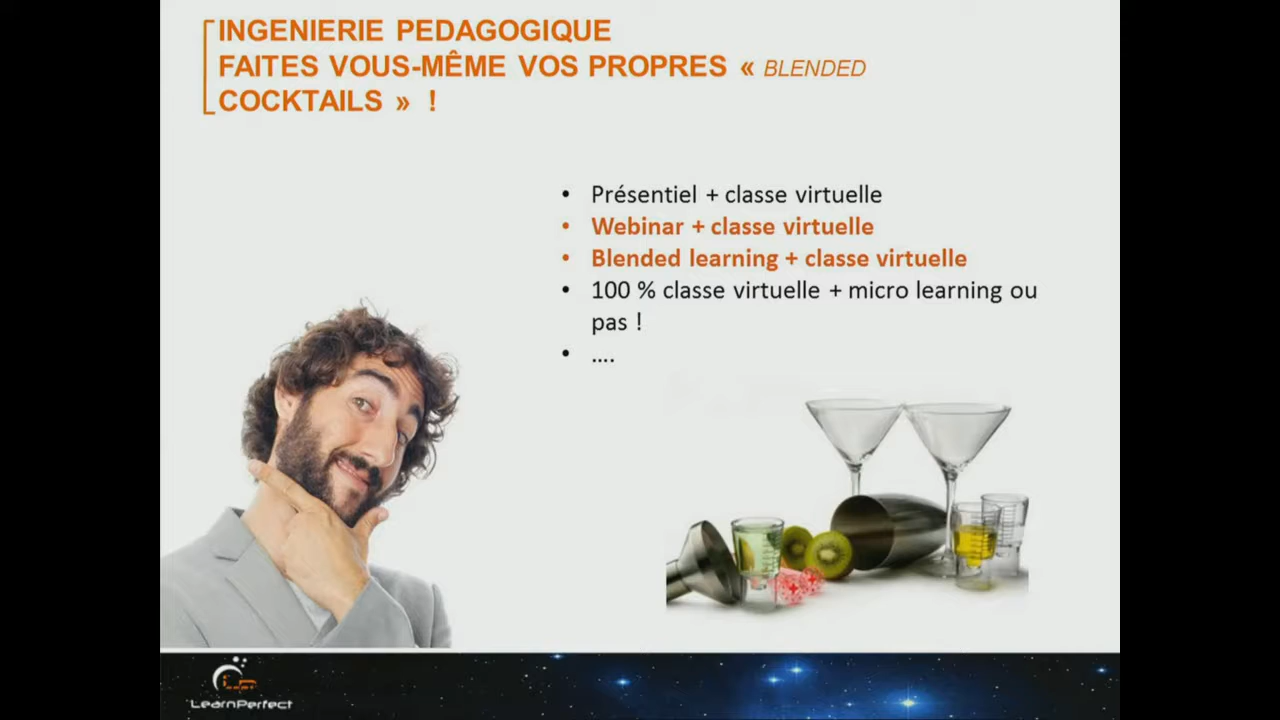 INGENIERIE PEDAGOGIQUE
FAITES VOUS-MÊME VOS PROPRES « BLENDED
COCKTAILS » !
• Présentiel + classe virtuelle
• Webinar + classe virtuelle
• Blended learning + classe virtuelle
• 100 % classe virtuelle + micro learning ou
pas !
• ....
LearnPerfect